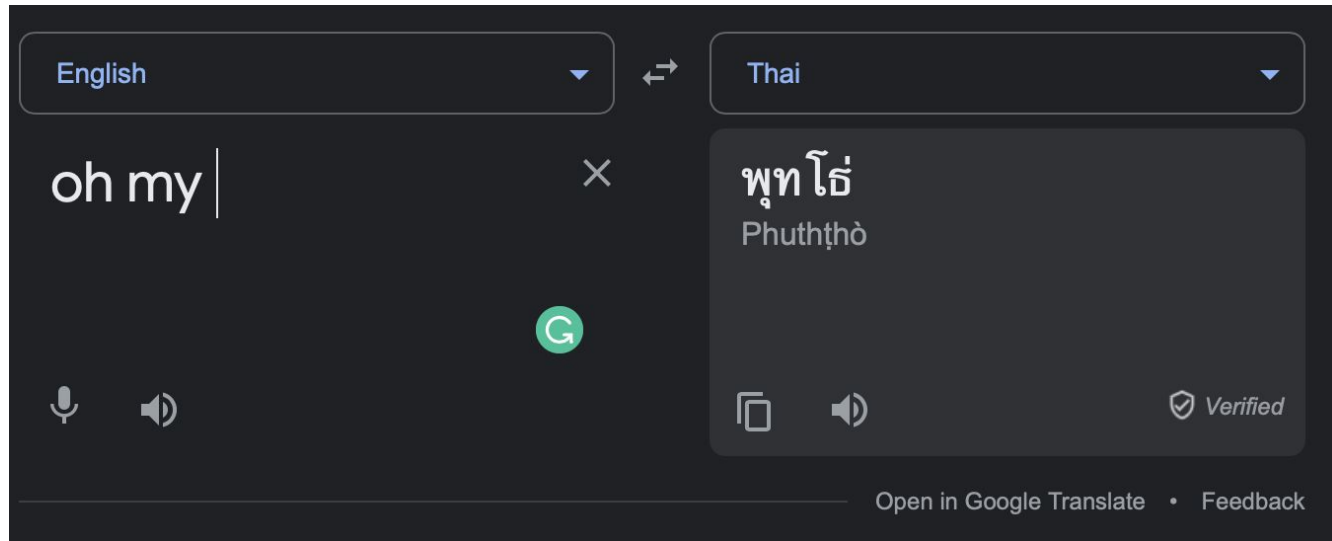 English
Thai
oh my
พุทโธ่
Phuthṭhò
Verified
Open in Google Translate • Feedback